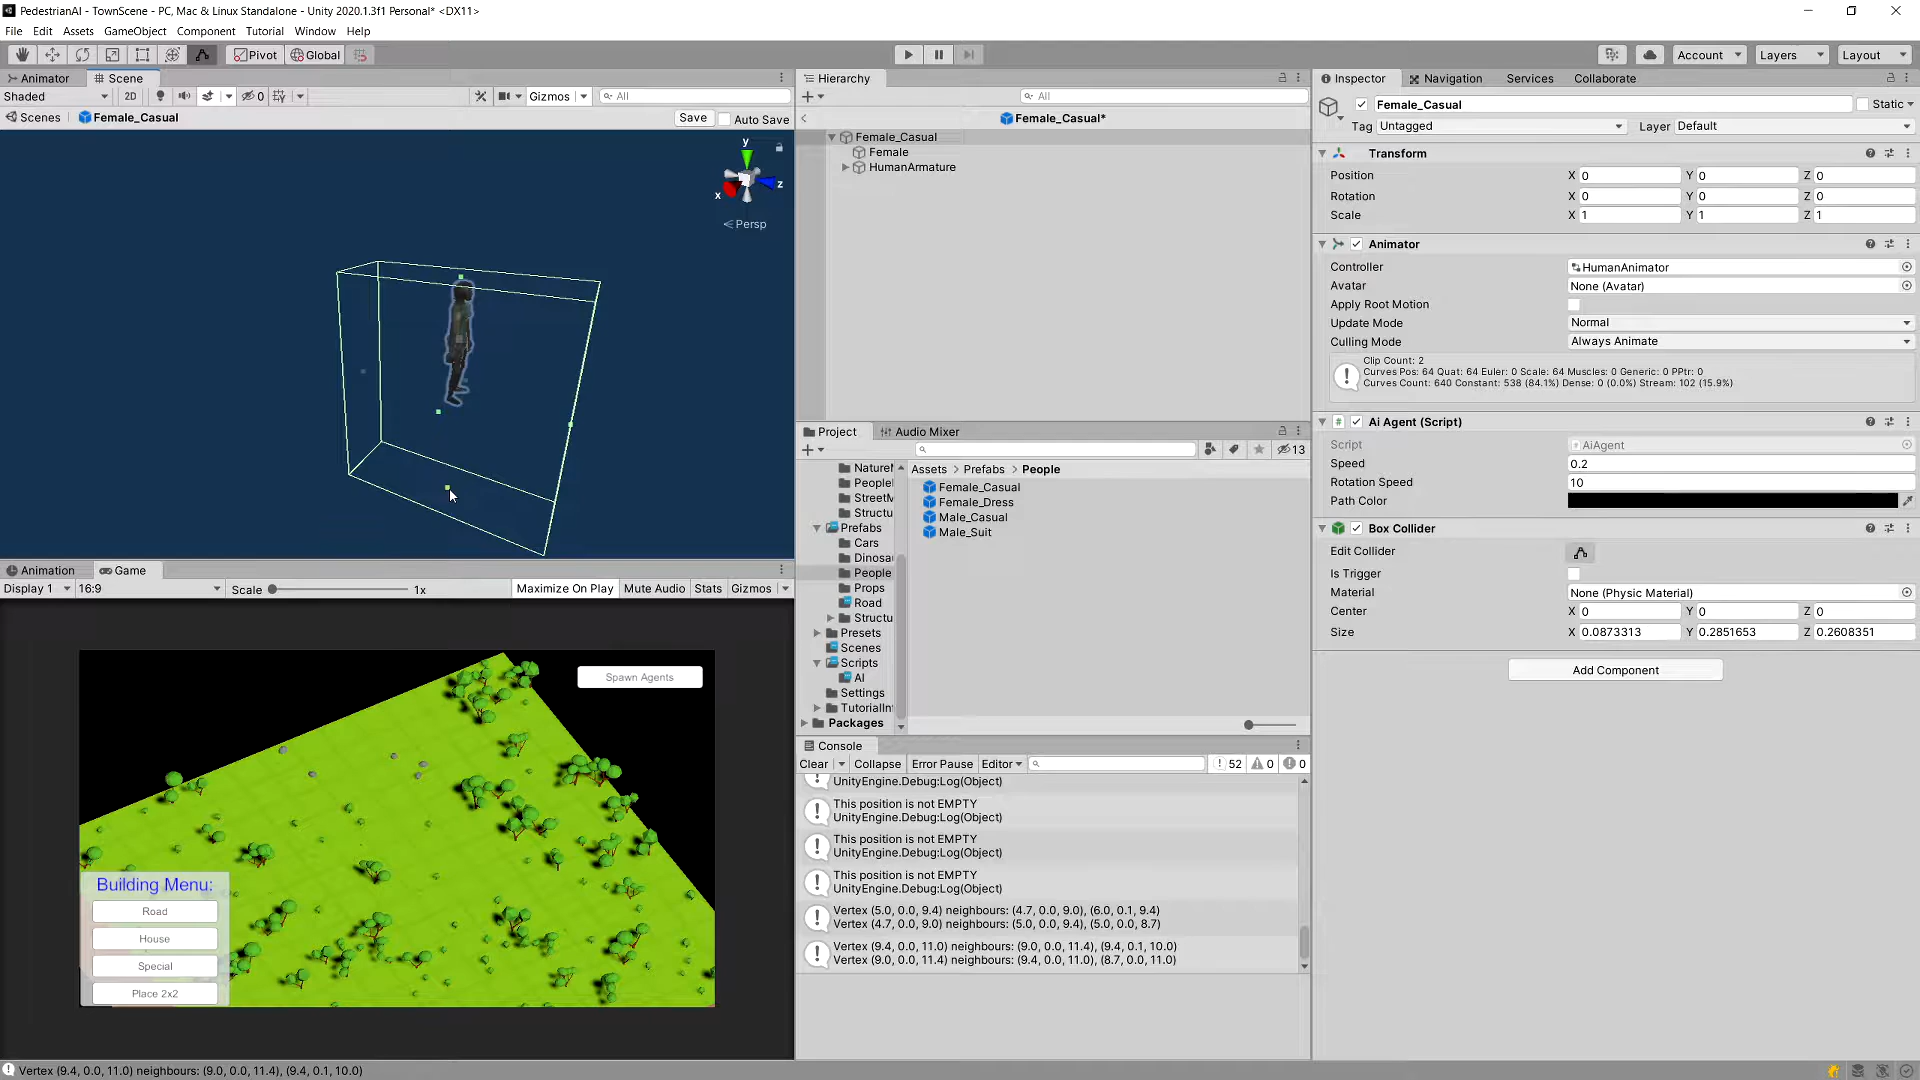 PedestrianAI - TownScene - PC, Mac & Linux Standalone - Unity 2020.1.3f1 Personal* <DX11>
File Edit Assets GameObject Component Tutorial Window Help
Pivot Global Account Layers Layout
Animator Scene
Shaded 2D 0 Gizmos All
Scenes Female_Casual Save Auto Save
y
x z
Persp
Animation Game
Display 1 16:9 Scale 1x Maximize On Play Mute Audio Stats Gizmos
Spawn Agents
Building Menu:
Road
House
Special
Place 2x2
Hierarchy
All
Female_Casual*
Female_Casual
Female
HumanArmature
Project Audio Mixer
13
Assets > Prefabs > People
People
Prefabs
Cars
People
Props
Road
Presets
Scenes
Scripts
AI
Settings
Packages
Female_Casual
Female_Dress
Male_Casual
Male_Suit
Console
Clear Collapse Error Pause Editor 52 0 0
UnityEngine.Debug:Log(Object)
This position is not EMPTY
UnityEngine.Debug:Log(Object)
This position is not EMPTY
UnityEngine.Debug:Log(Object)
This position is not EMPTY
UnityEngine.Debug:Log(Object)
Vertex (5.0, 0.0, 9.4) neighbours: (4.7, 0.0, 9.0), (6.0, 0.1, 9.4)
Vertex (4.7, 0.0, 9.0) neighbours: (5.0, 0.0, 9.4), (5.0, 0.0, 8.7)
Vertex (9.4, 0.0, 11.0) neighbours: (9.0, 0.0, 11.4), (9.4, 0.1, 10.0)
Vertex (9.0, 0.0, 11.4) neighbours: (9.4, 0.0, 11.0), (8.7, 0.0, 11.0)
Inspector Navigation Services Collaborate
Female_Casual Static
Tag Untagged Layer Default
Transform
Position X 0 Y 0 Z 0
Rotation X 0 Y 0 Z 0
Scale X 1 Y 1 Z 1
Animator
Controller HumanAnimator
Avatar None (Avatar)
Apply Root Motion
Update Mode Normal
Culling Mode Always Animate
Clip Count: 2
Curves Pos: 64 Quat: 64 Euler: 0 Scale: 64 Muscles: 0 Generic: 0 PPtr: 0
Curves Count: 640 Constant: 538 (84.1%) Dense: 0 (0.0%) Stream: 102 (15.9%)
Ai Agent (Script)
Script AiAgent
Speed 0.2
Rotation Speed 10
Path Color
Box Collider
Edit Collider
Is Trigger
Material None (Physic Material)
Center X 0 Y 0 Z 0
Size X 0.0873313 Y 0.2851653 Z 0.2608351
Add Component
Vertex (9.4, 0.0, 11.0) neighbours: (9.0, 0.0, 11.4), (9.4, 0.1, 10.0)